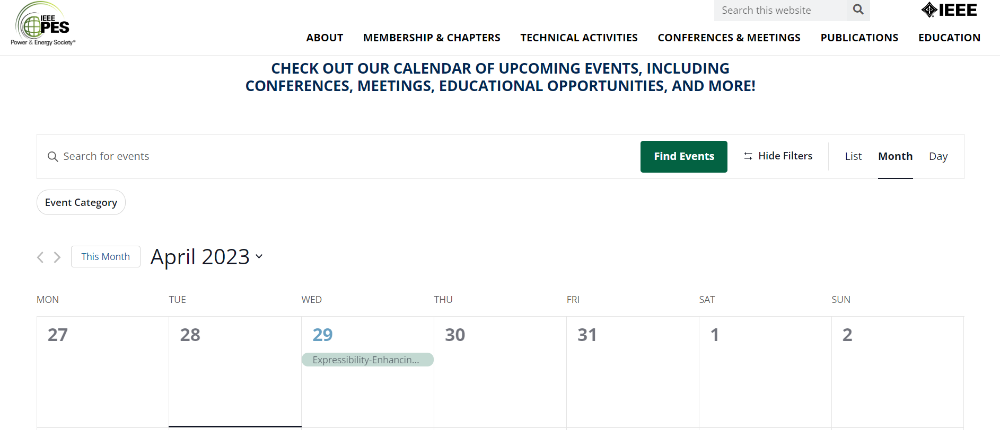 IEEE
PES
Power & Energy Society®
Search this website
IEEE
ABOUT MEMBERSHIP & CHAPTERS TECHNICAL ACTIVITIES CONFERENCES & MEETINGS PUBLICATIONS EDUCATION
CHECK OUT OUR CALENDAR OF UPCOMING EVENTS, INCLUDING
CONFERENCES, MEETINGS, EDUCATIONAL OPPORTUNITIES, AND MORE!
Search for events Find Events Hide Filters List Month Day
Event Category
This Month April 2023
MON TUE WED THU FRI SAT SUN
27 28 29 30 31 1 2
Expressibility-Enhancin...